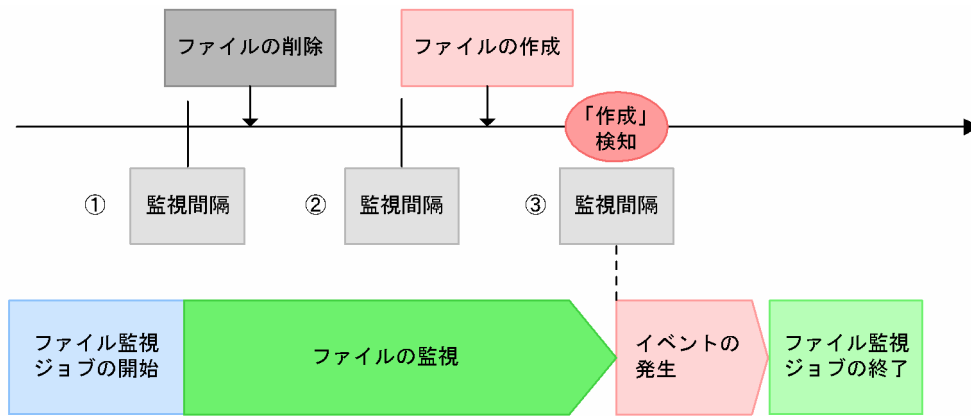 ファイルの削除
ファイルの作成
「作成」
検知
①
監視間隔
②
監視間隔
③
監視間隔
ファイル監視
ジョブの開始
ファイルの監視
イベントの
発生
ファイル監視
ジョブの終了